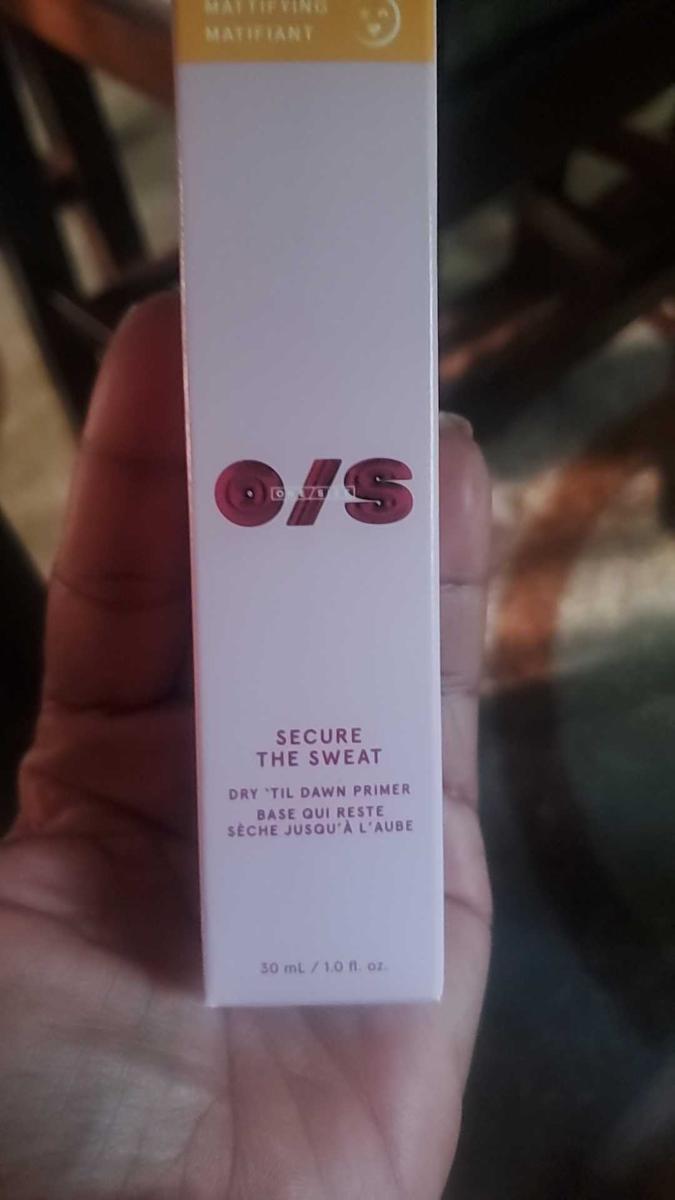 MATTIFYING
MATIFIANT
O/S
SECURE
THE SWEAT
DRY 'TIL DAWN PRIMER
BASE QUI RESTE
SÈCHE JUSQU'À L'AUBE
30 mL / 1.0 fl. oz.